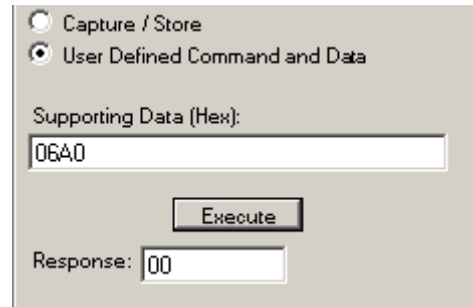 Capture / Store
User Defined Command and Data
Supporting Data (Hex):
06A0
Execute
Response: 00